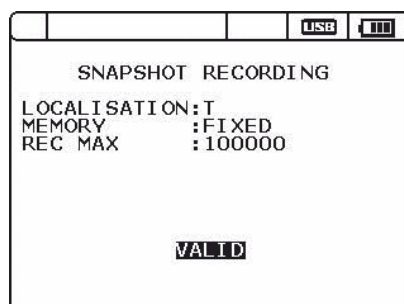 USB
SNAPSHOT RECORDING
LOCALISATION:T
MEMORY :FIXED
REC MAX :100000
VALID